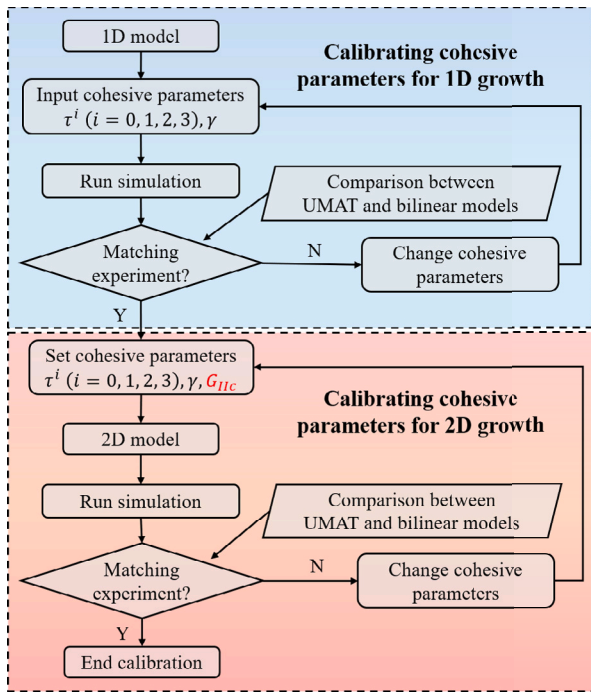 1D model
Calibrating cohesive
parameters for 1D growth
Input cohesive parameters
τ^i (i = 0, 1, 2, 3), γ
Run simulation
Comparison between
UMAT and bilinear models
Matching
experiment?
N
Change cohesive
parameters
Y
Set cohesive parameters
τ^i (i = 0, 1, 2, 3), γ, G_{IIc}
Calibrating cohesive
parameters for 2D growth
2D model
Run simulation
Comparison between
UMAT and bilinear models
Matching
experiment?
N
Change cohesive
parameters
Y
End calibration